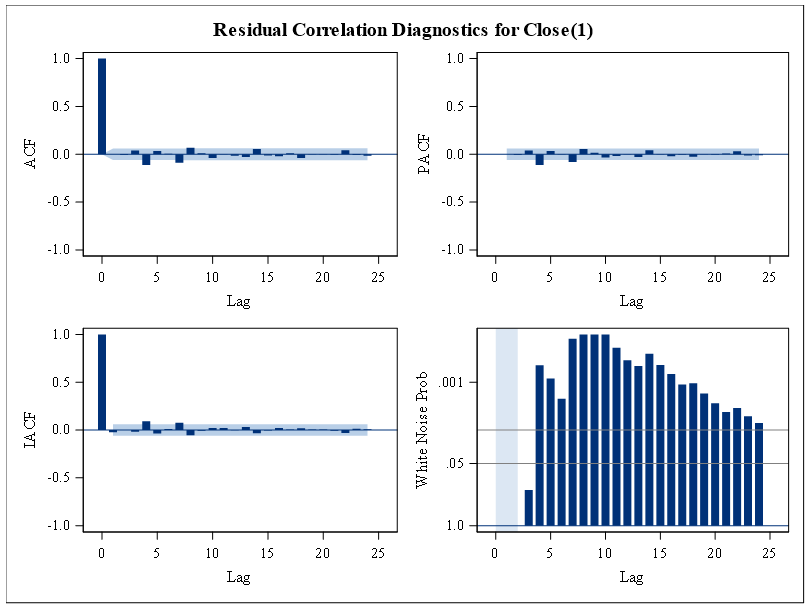 Residual Correlation Diagnostics for Close(1)
1.0
0.5
0.0
-0.5
-1.0
ACF
0 5 10 15 20 25
Lag
1.0
0.5
0.0
-0.5
-1.0
PACF
0 5 10 15 20 25
Lag
1.0
0.5
0.0
-0.5
-1.0
IACF
0 5 10 15 20 25
Lag
.001
.05
1.0
White Noise Prob
0 5 10 15 20 25
Lag